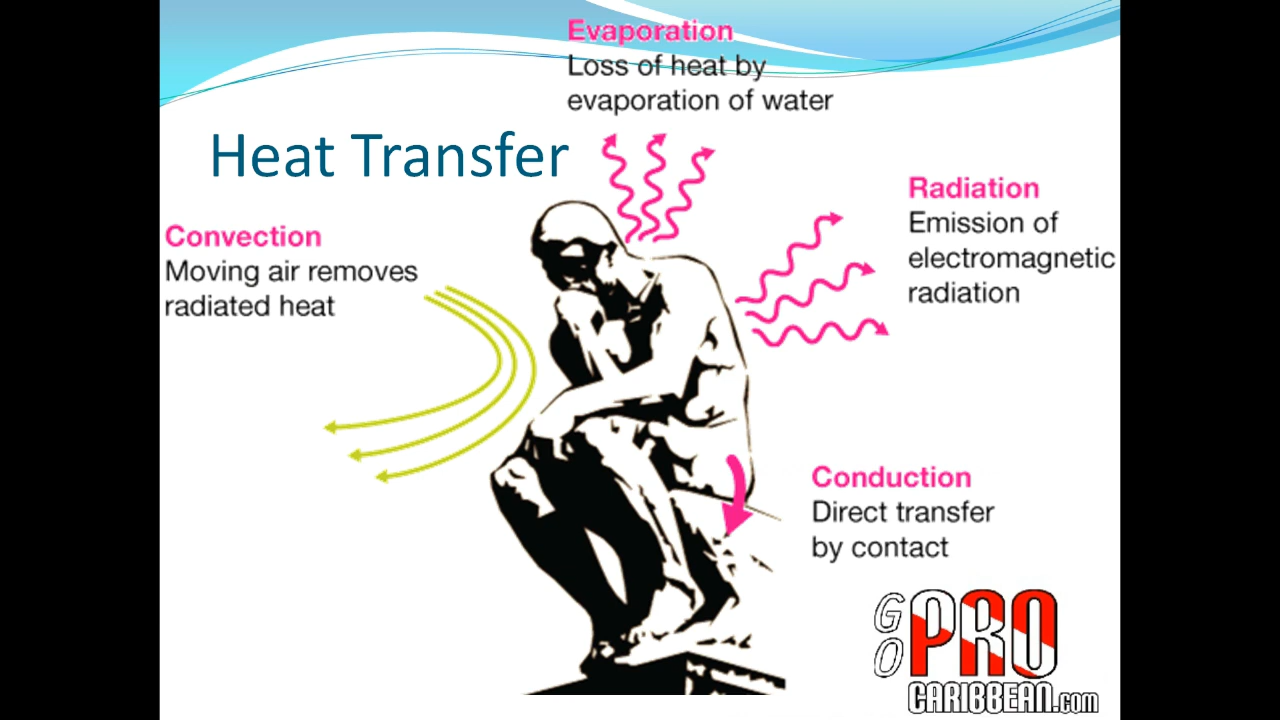 Evaporation
Loss of heat by
evaporation of water
Heat Transfer
Radiation
Emission of
electromagnetic
radiation
Convection
Moving air removes
radiated heat
Conduction
Direct transfer
by contact
GO PRO
CARIBBEAN.com